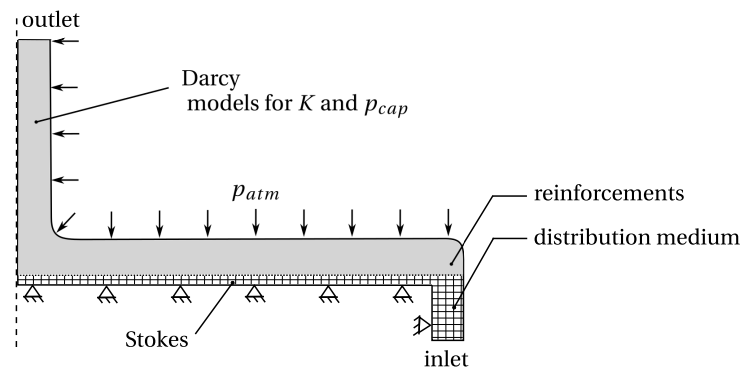 outlet
Darcy
models for K and p_cap
p_atm
reinforcements
distribution medium
Stokes
inlet